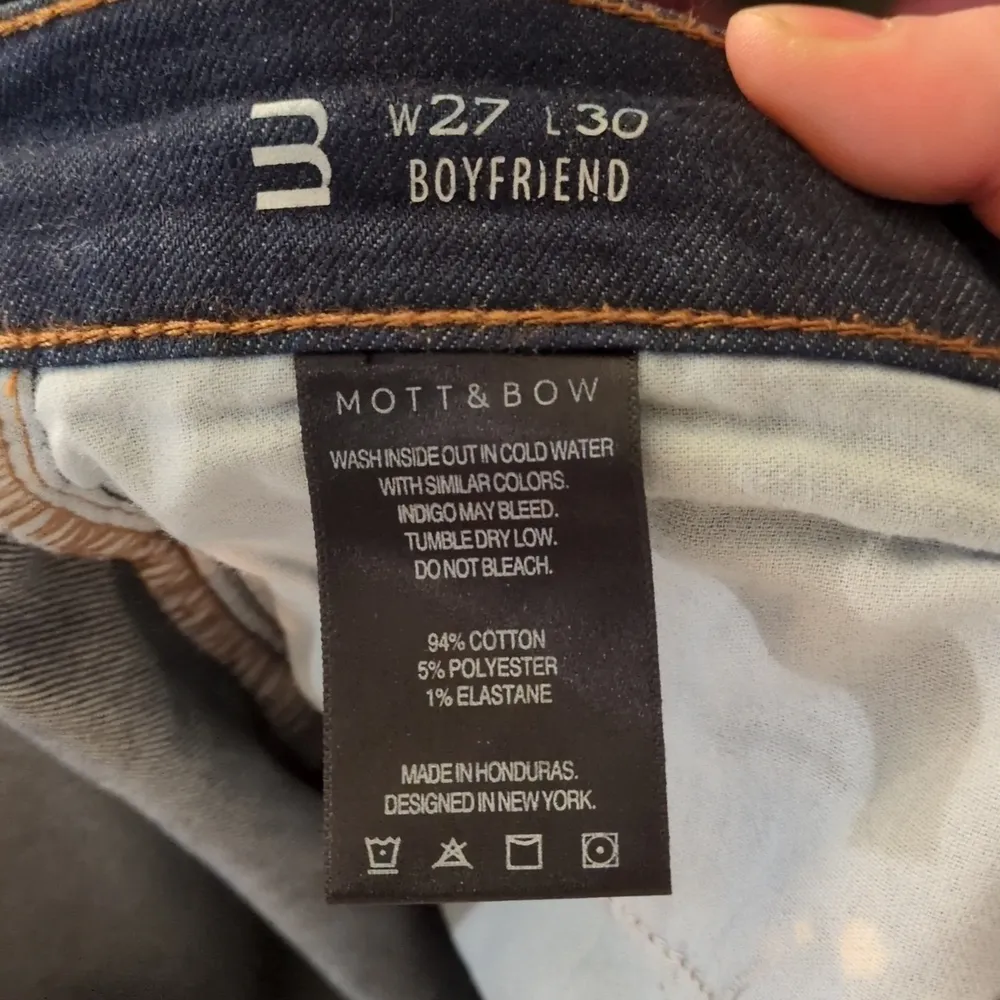 W27 L30
BOYFRIEND
MOTT & BOW
WASH INSIDE OUT IN COLD WATER
WITH SIMILAR COLORS.
INDIGO MAY BLEED.
TUMBLE DRY LOW.
DO NOT BLEACH.
94% COTTON
5% POLYESTER
1% ELASTANE
MADE IN HONDURAS.
DESIGNED IN NEW YORK.